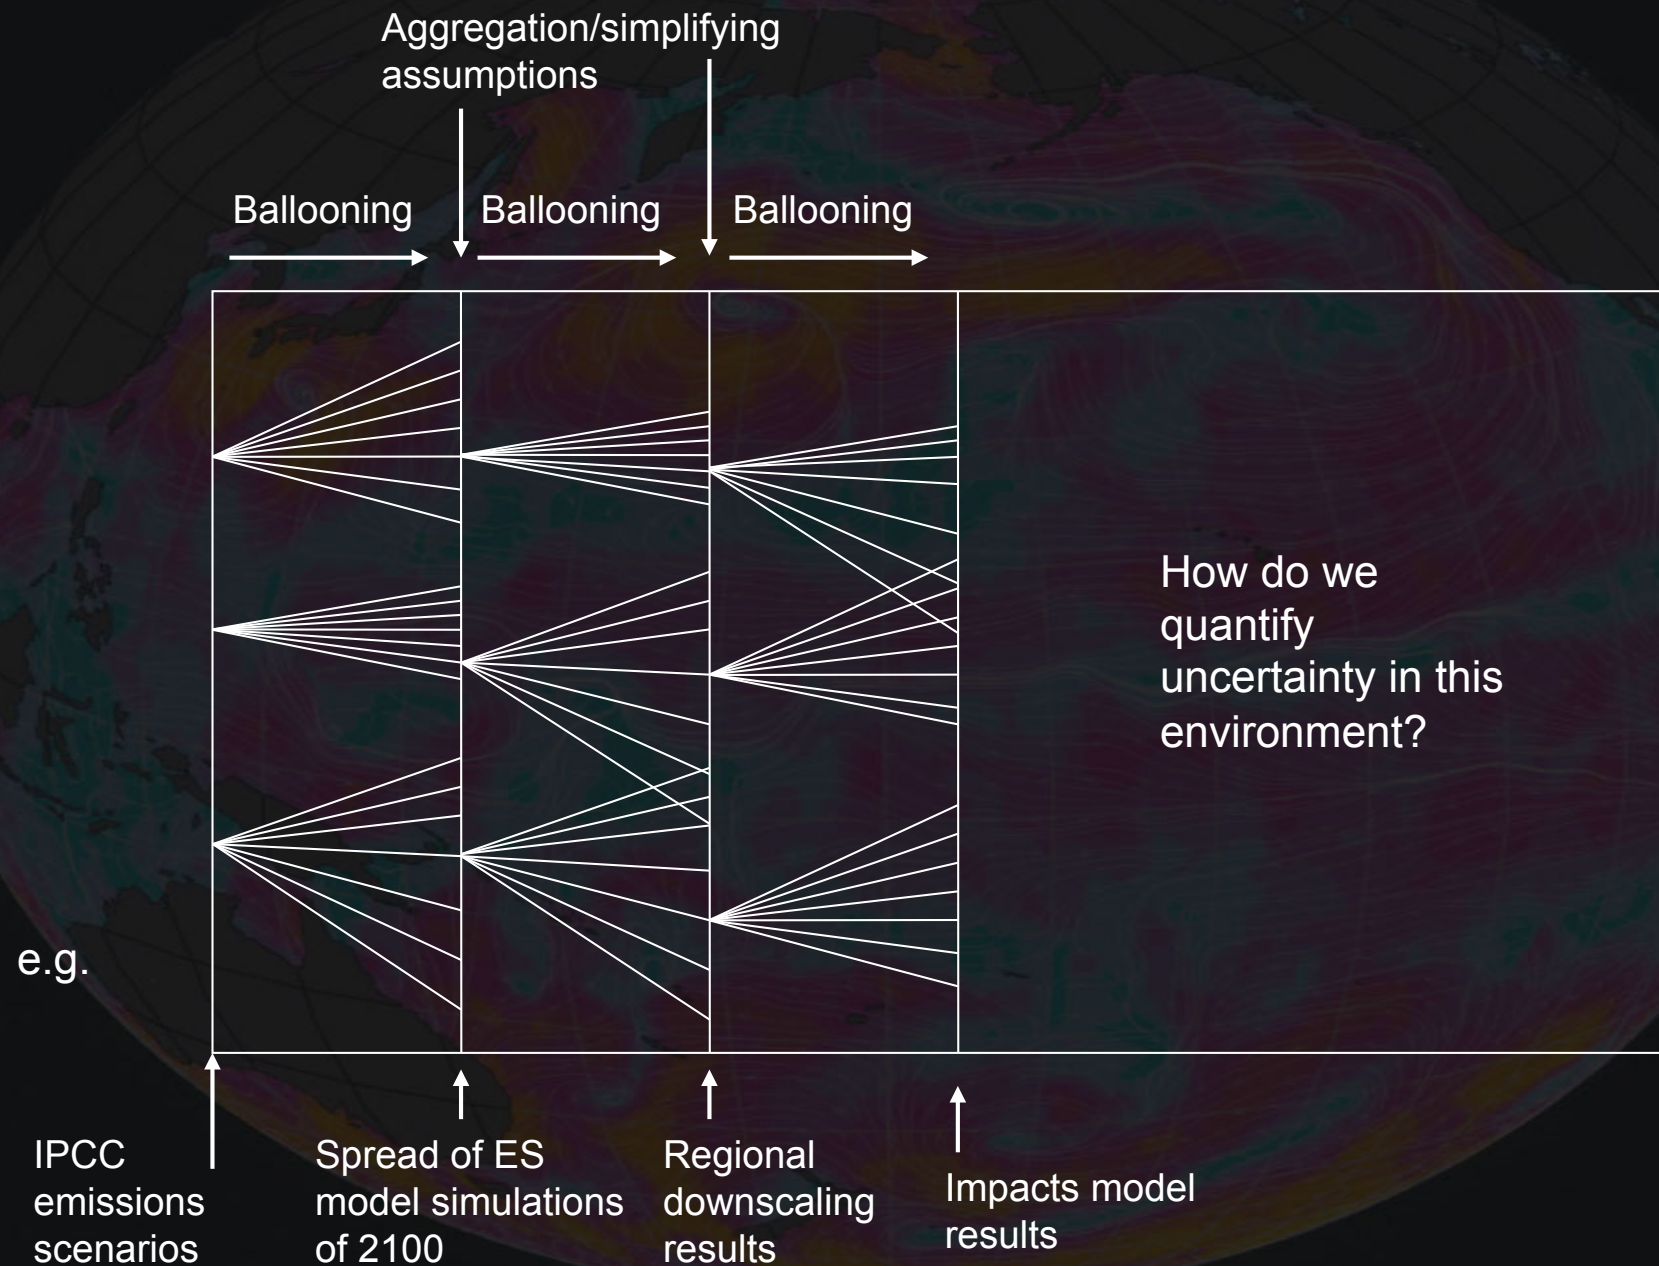 Aggregation/simplifying
assumptions
Ballooning
Ballooning
Ballooning
How do we
quantify
uncertainty in this
environment?
e.g.
IPCC
emissions
scenarios
Spread of ES
model simulations
of 2100
Regional
downscaling
results
Impacts model
results